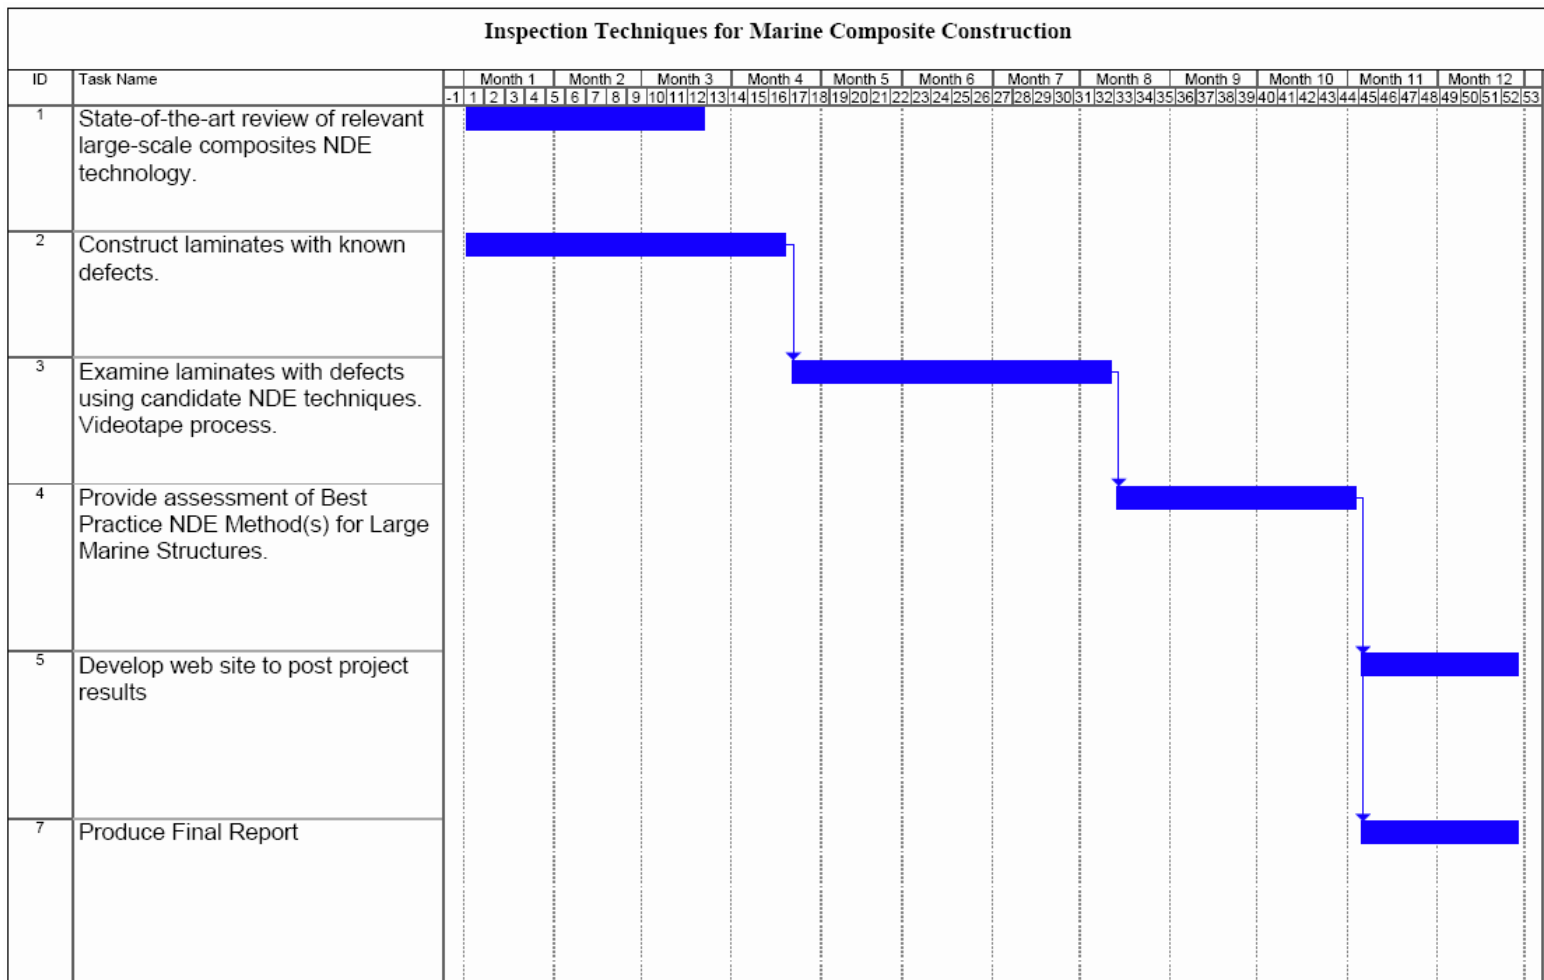 Inspection Techniques for Marine Composite Construction
ID Task Name Month 1 Month 2 Month 3 Month 4 Month 5 Month 6 Month 7 Month 8 Month 9 Month 10 Month 11 Month 12
-1 1 2 3 4 5 6 7 8 9 10 11 12 13 14 15 16 17 18 19 20 21 22 23 24 25 26 27 28 29 30 31 32 33 34 35 36 37 38 39 40 41 42 43 44 45 46 47 48 49 50 51 52 53
1 State-of-the-art review of relevant
large-scale composites NDE
technology.
2 Construct laminates with known
defects.
3 Examine laminates with defects
using candidate NDE techniques.
Videotape process.
4 Provide assessment of Best
Practice NDE Method(s) for Large
Marine Structures.
5 Develop web site to post project
results
7 Produce Final Report